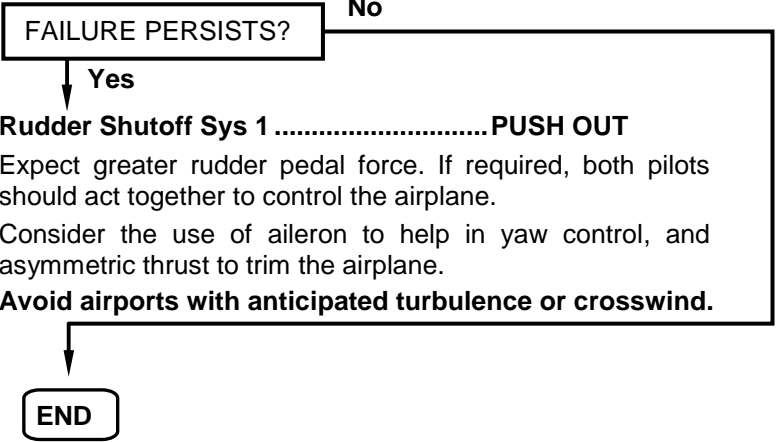 No
FAILURE PERSISTS?
Yes
Rudder Shutoff Sys 1 ............................. PUSH OUT
Expect greater rudder pedal force. If required, both pilots
should act together to control the airplane.
Consider the use of aileron to help in yaw control, and
asymmetric thrust to trim the airplane.
Avoid airports with anticipated turbulence or crosswind.
END